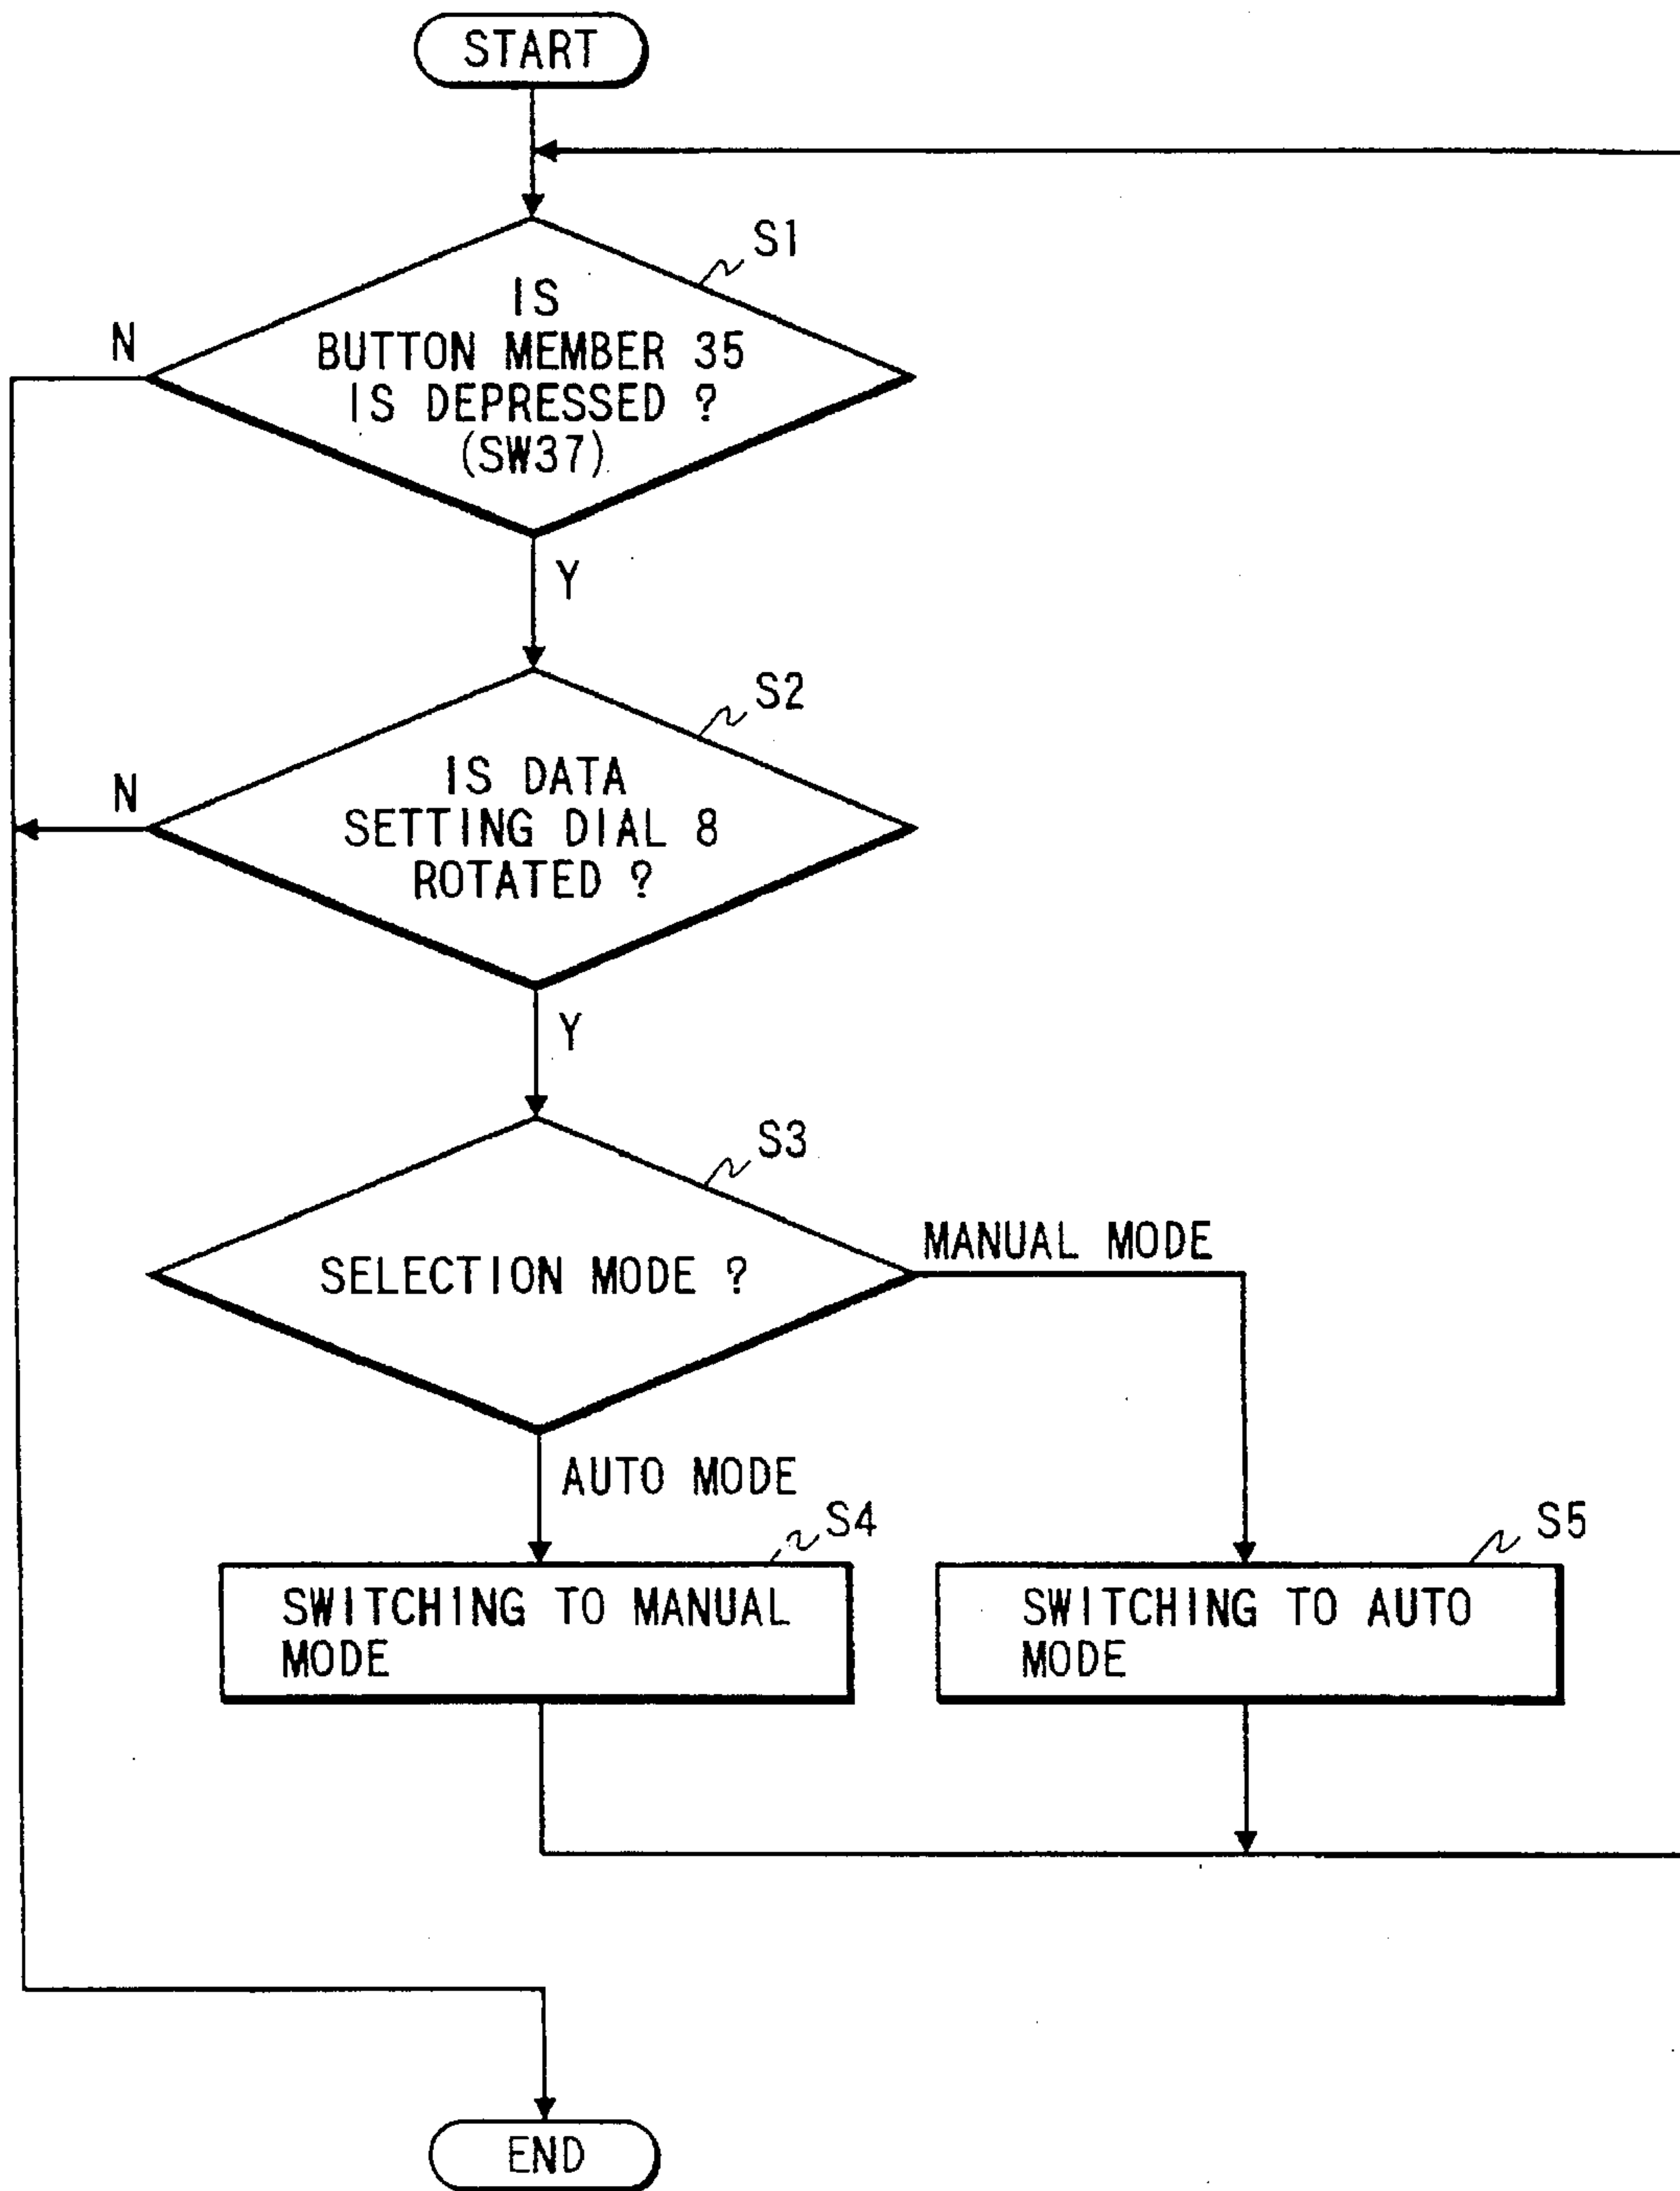 START
S1
IS
BUTTON MEMBER 35
IS DEPRESSED ?
(SW37)
N
Y
S2
IS DATA
SETTING DIAL 8
ROTATED ?
N
Y
S3
SELECTION MODE ?
MANUAL MODE
AUTO MODE
S4
SWITCHING TO MANUAL
MODE
S5
SWITCHING TO AUTO
MODE
END